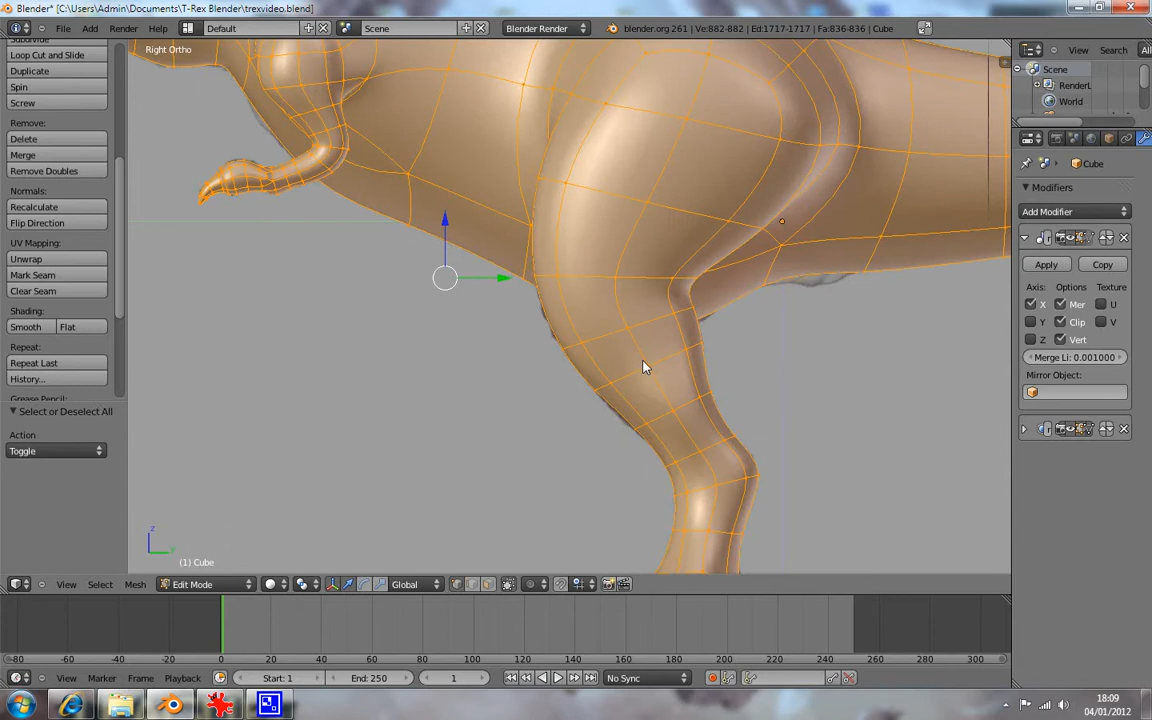 Blender* [C:\Users\Admin\Documents\T-Rex Blender\trexvideo.blend]
File Add Render Help Default Scene Blender Render blender.org 261 | Ve:882-882 | Ed:1717-1717 | Fa:836-836 | Cube
View Search All
Loop Cut and Slide
Duplicate
Spin
Screw
Remove:
Delete
Merge
Remove Doubles
Normals:
Recalculate
Flip Direction
UV Mapping:
Unwrap
Mark Seam
Clear Seam
Shading:
Smooth Flat
Repeat:
Repeat Last
History...
Select or Deselect All
Action
Toggle
Right Ortho
z
y
(1) Cube
Scene
RenderL
World
Cube
Modifiers
Add Modifier
Apply Copy
Axis: Options Texture
X Mer U
Y Clip V
Z Vert
Merge Li: 0.001000
Mirror Object:
View Select Mesh Edit Mode Global
-80 -60 -40 -20 0 20 40 60 80 100 120 140 160 180 200 220 240 260 280 300
View Marker Frame Playback Start: 1 End: 250 1 No Sync
18:09
04/01/2012